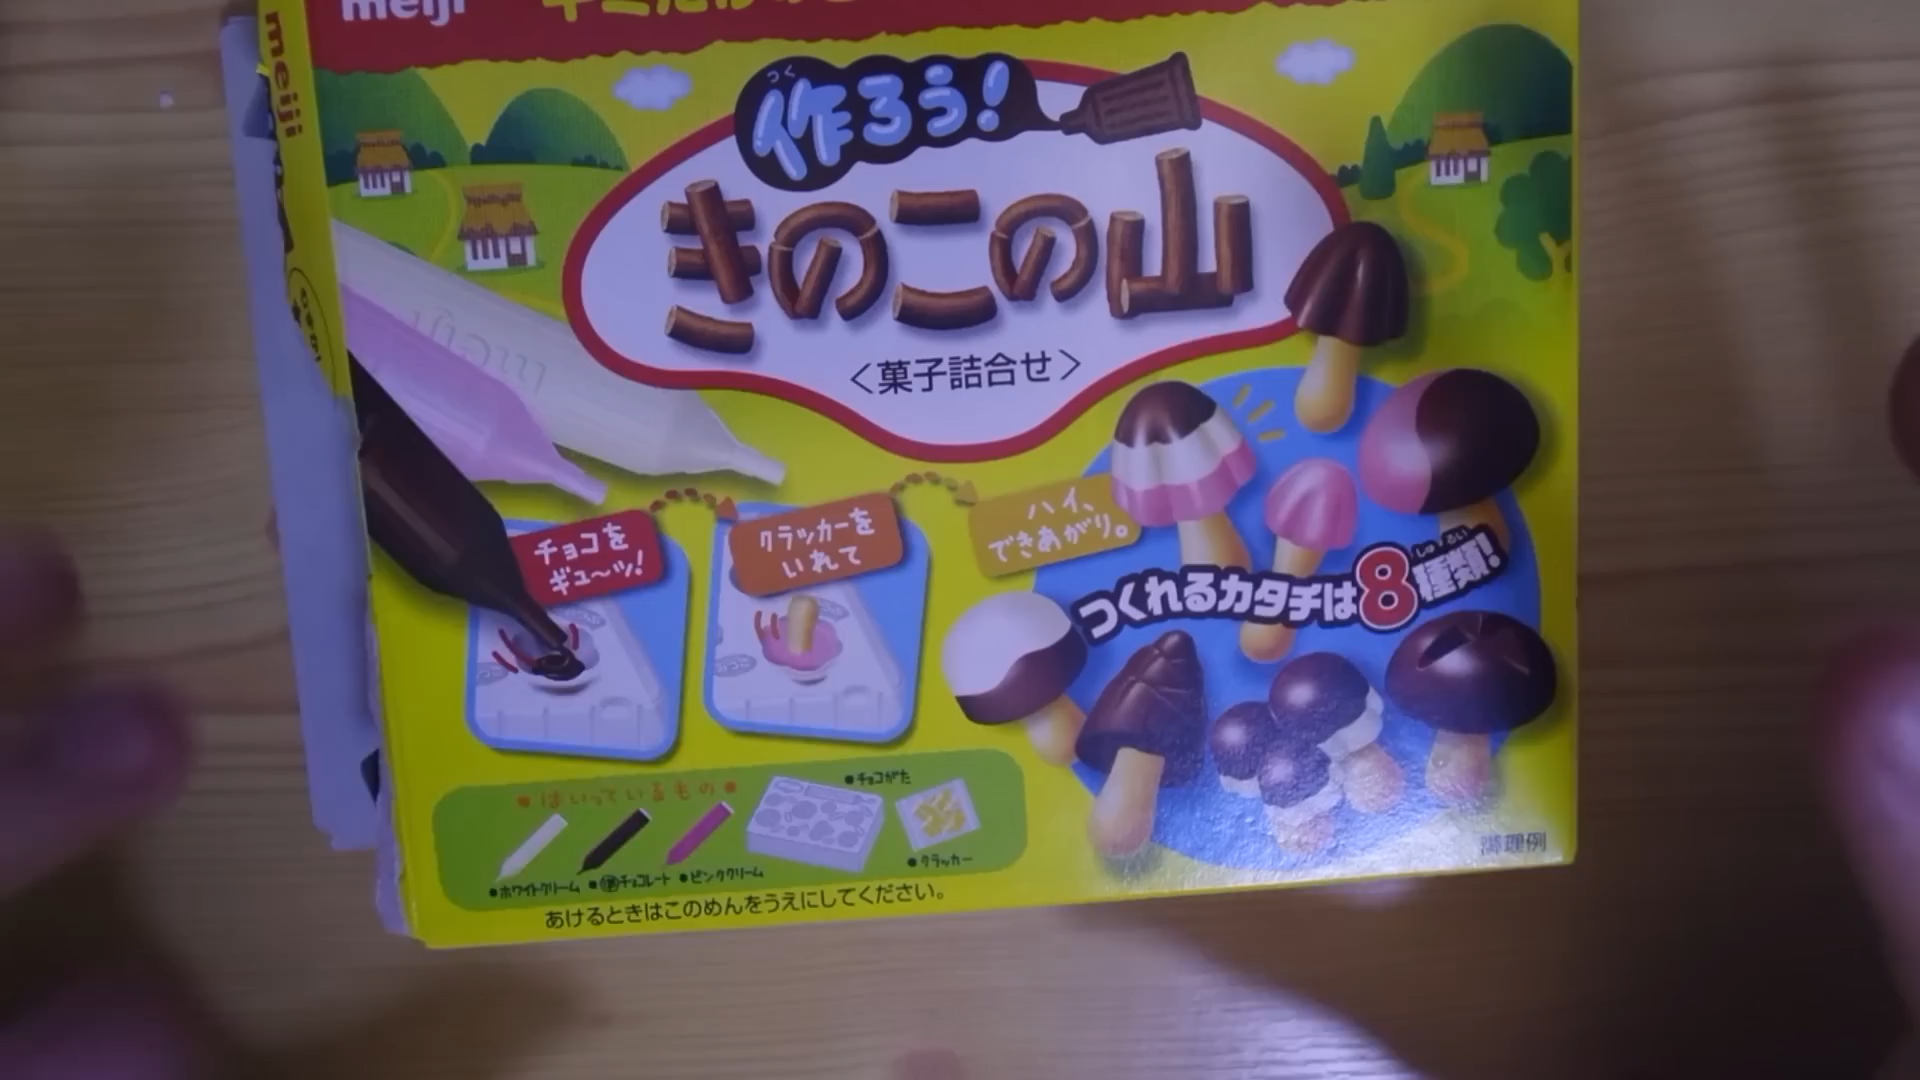 meiji
meiji
つく
作ろう!
きのこの山
〈菓子詰合せ〉
meiji
チョコを
ギュ〜ッ!
クラッカーを
いれて
ハイ、
できあがり。
しゅるい
つくれるカタチは8種類!
はいっているもの
●チョコがた
●ホワイトクリーム ●準チョコレート ●ピンククリーム
●クラッカー
調理例
あけるときはこのめんをうえにしてください。